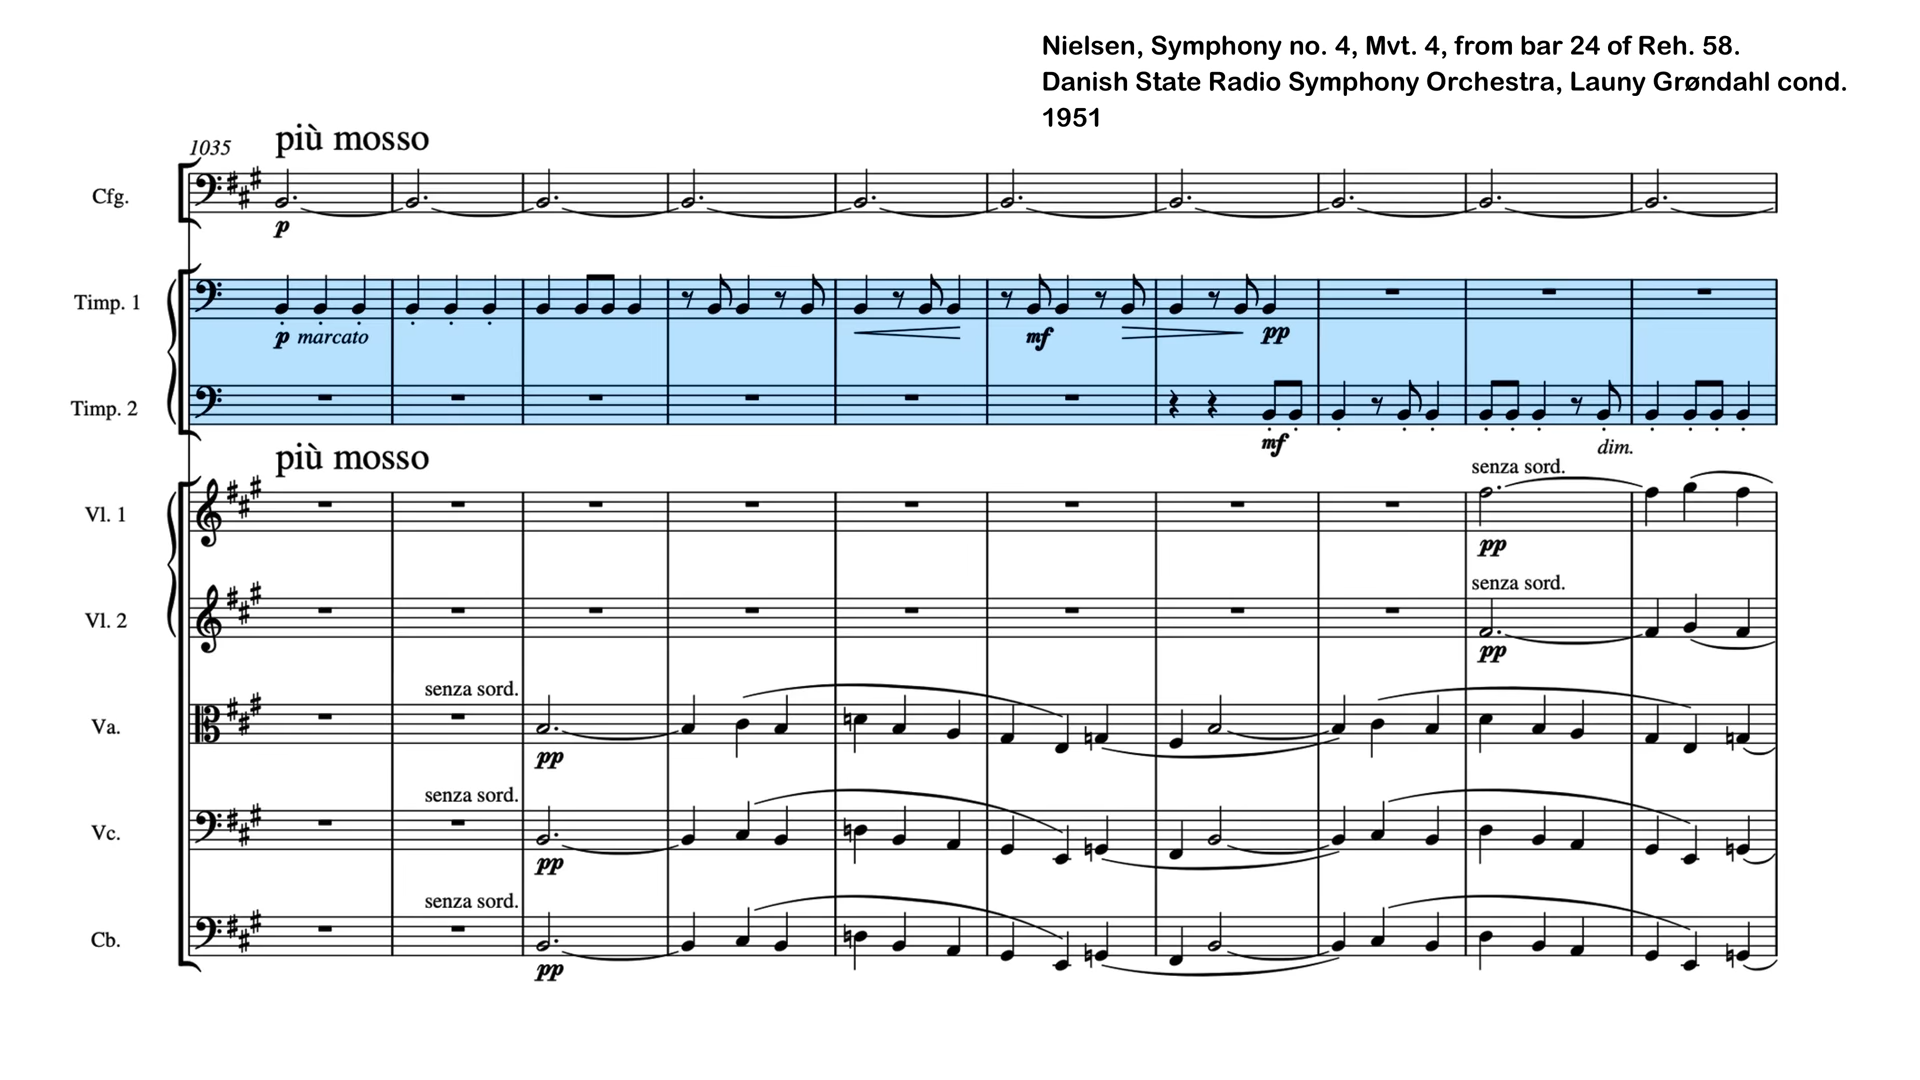 Nielsen, Symphony no. 4, Mvt. 4, from bar 24 of Reh. 58.
Danish State Radio Symphony Orchestra, Launy Grøndahl cond.
1951
1035
più mosso
Cfg.
p
Timp. 1
p marcato
mf
pp
Timp. 2
mf
dim.
più mosso
senza sord.
Vl. 1
pp
senza sord.
Vl. 2
pp
senza sord.
Va.
pp
senza sord.
Vc.
pp
senza sord.
Cb.
pp